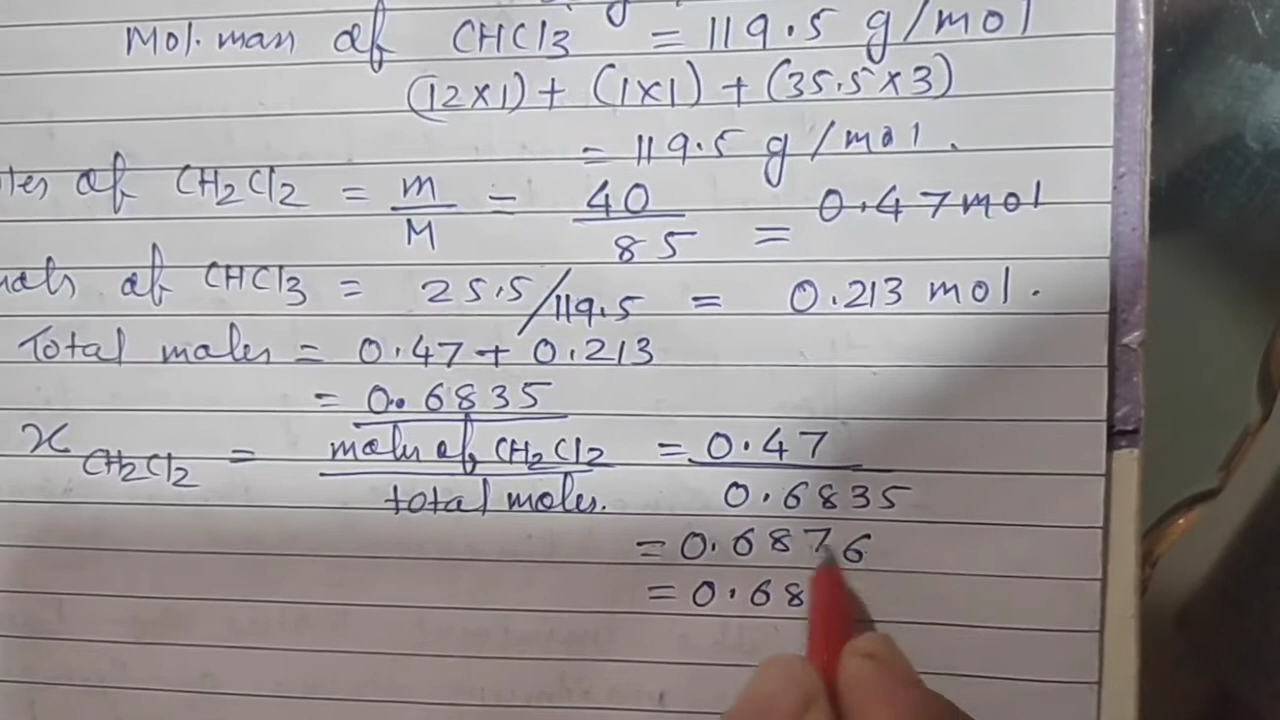 Mol. mass of CHCl3 = 119.5 g/mol
(12×1) + (1×1) + (35.5×3)
= 119.5 g/mol.
of CH2Cl2 = m/M = 40/85 = 0.47 mol
of CHCl3 = 25.5/119.5 = 0.213 mol.
Total moles = 0.47 + 0.213
= 0.6835
x CH2Cl2 = moles of CH2Cl2/total moles. = 0.47/0.6835
= 0.6876
= 0.68